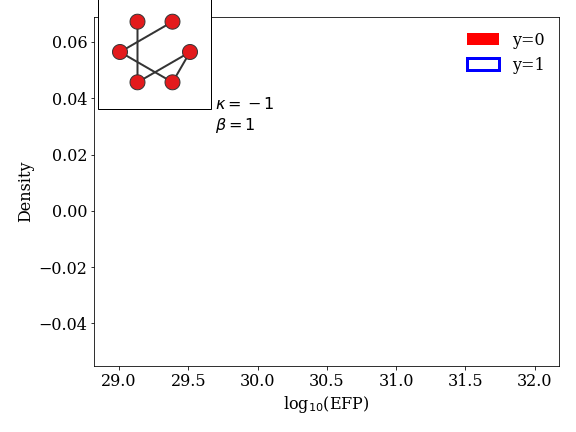 0.06
0.04
0.02
0.00
−0.02
−0.04
Density
κ = −1
β = 1
y=0
y=1
29.0 29.5 30.0 30.5 31.0 31.5 32.0
log₁₀(EFP)